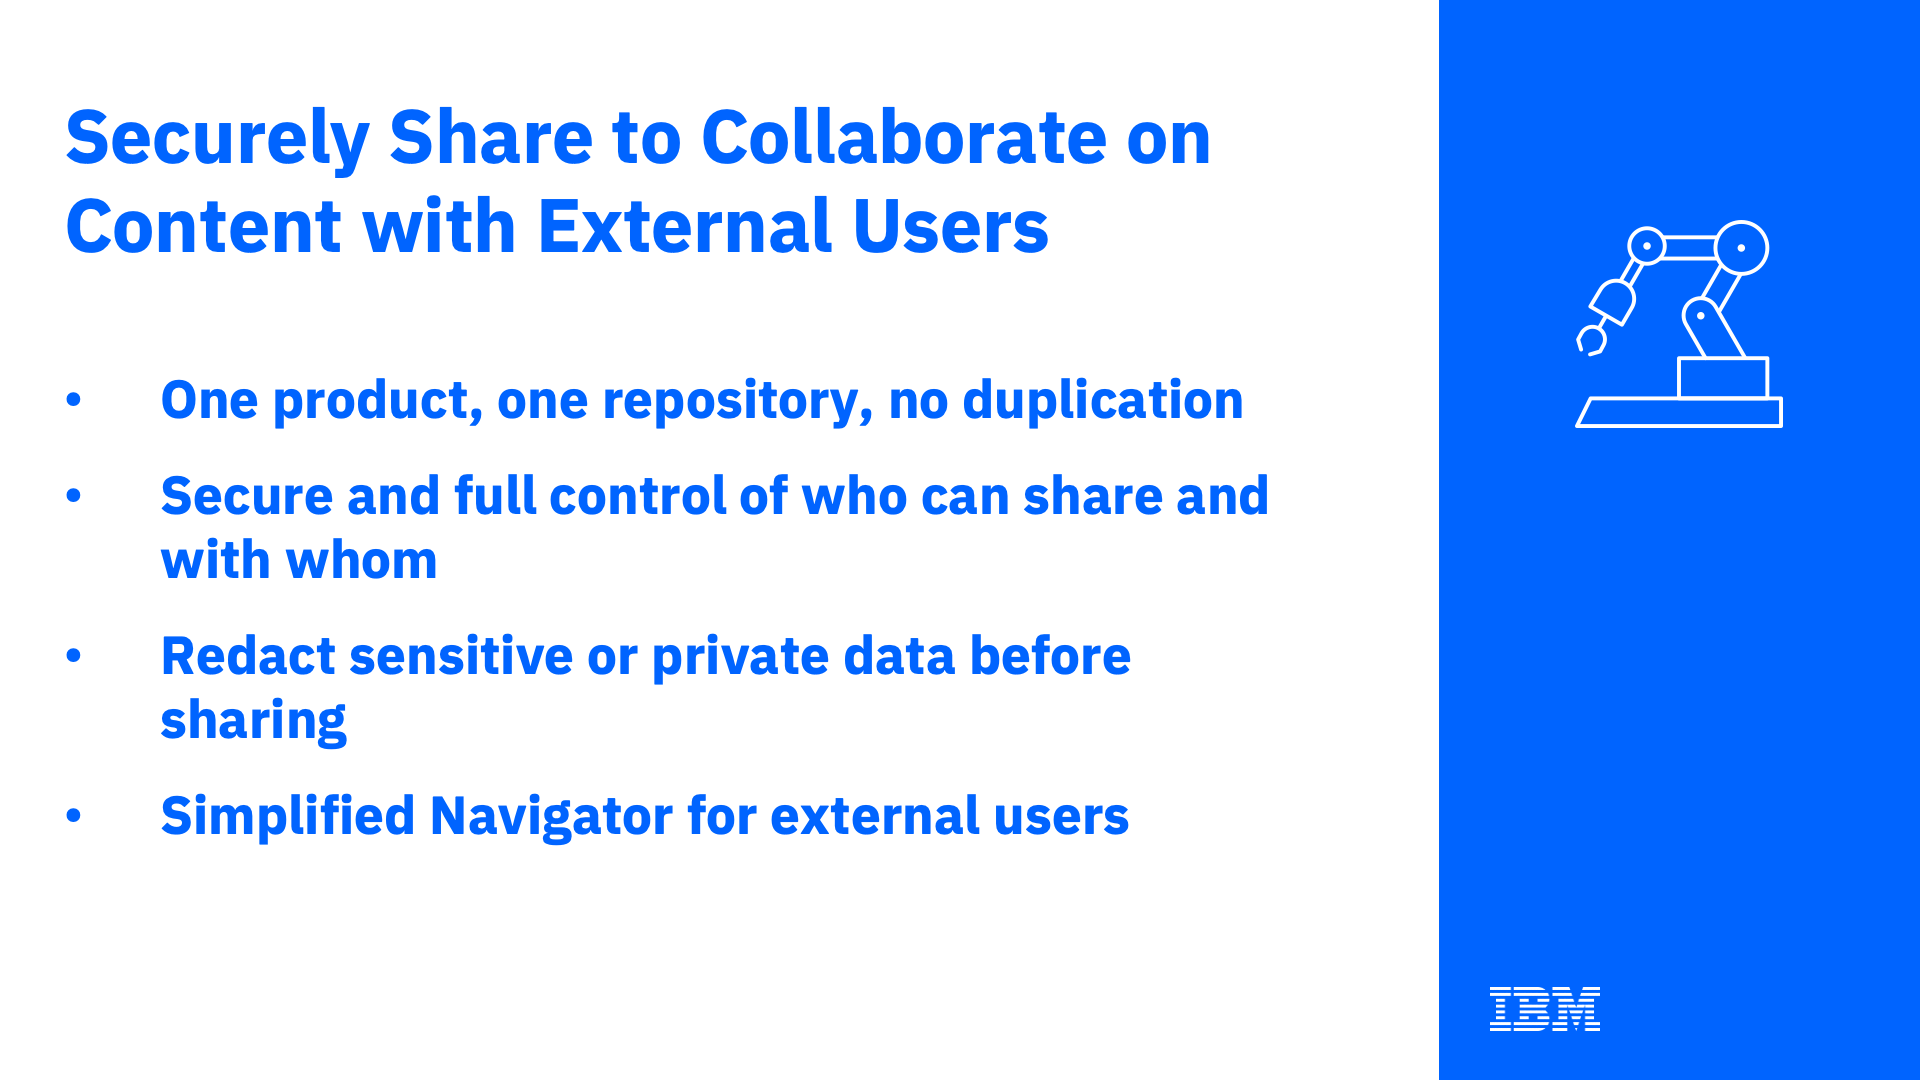 Securely Share to Collaborate on
Content with External Users
• One product, one repository, no duplication
• Secure and full control of who can share and
with whom
• Redact sensitive or private data before
sharing
• Simplified Navigator for external users
IBM